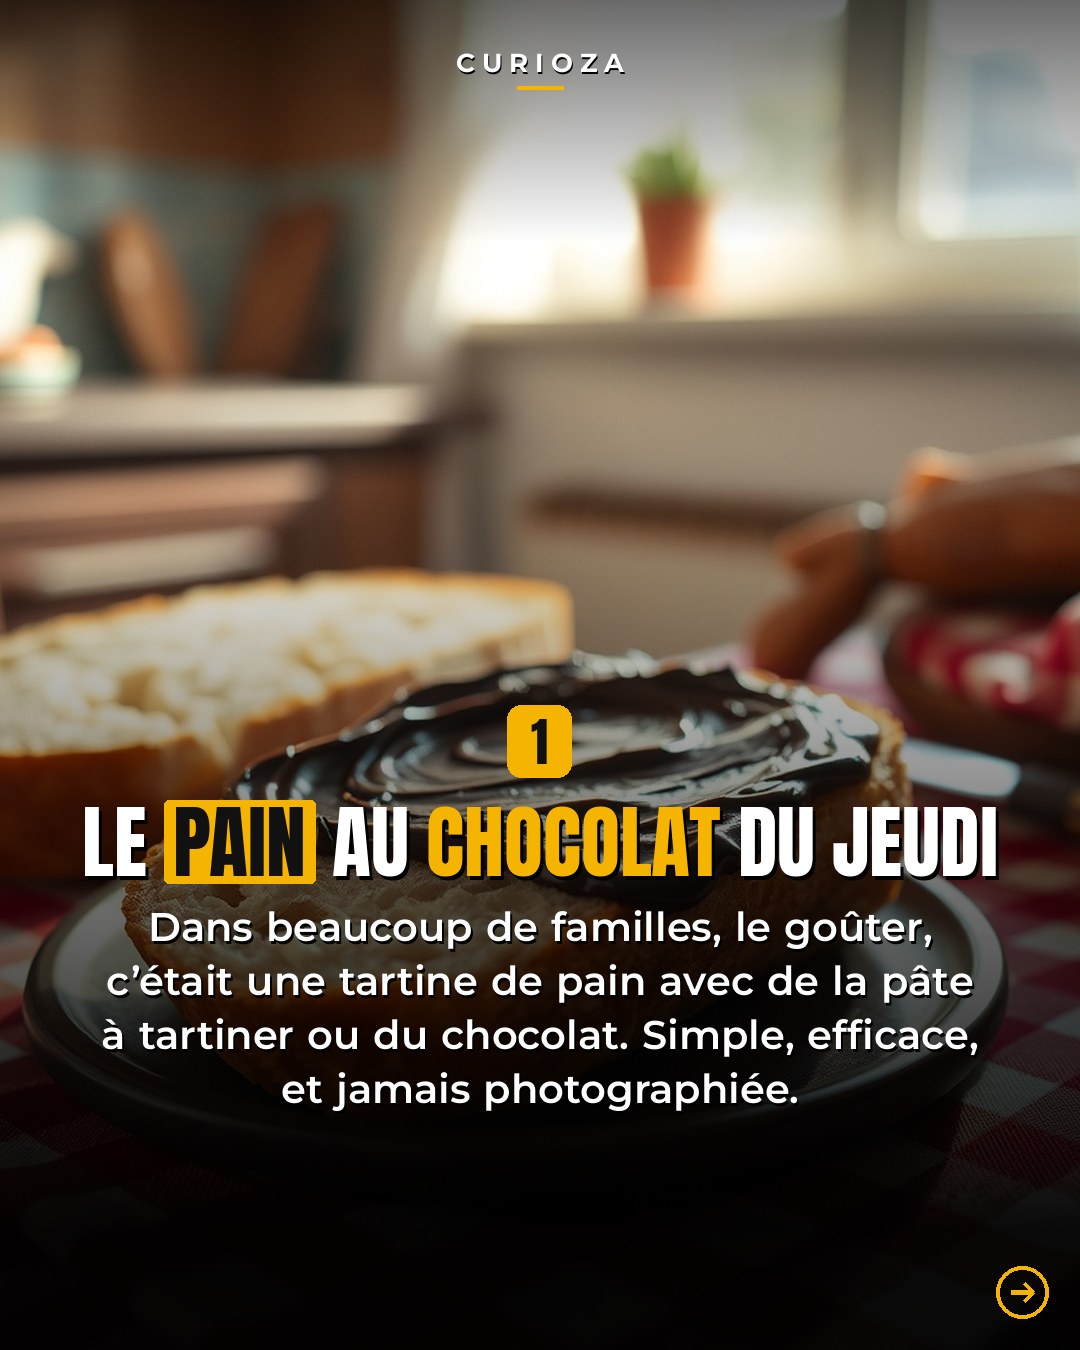 CURIOZA
1
LE PAIN AU CHOCOLAT DU JEUDI
Dans beaucoup de familles, le goûter,
c’était une tartine de pain avec de la pâte
à tartiner ou du chocolat. Simple, efficace,
et jamais photographiée.